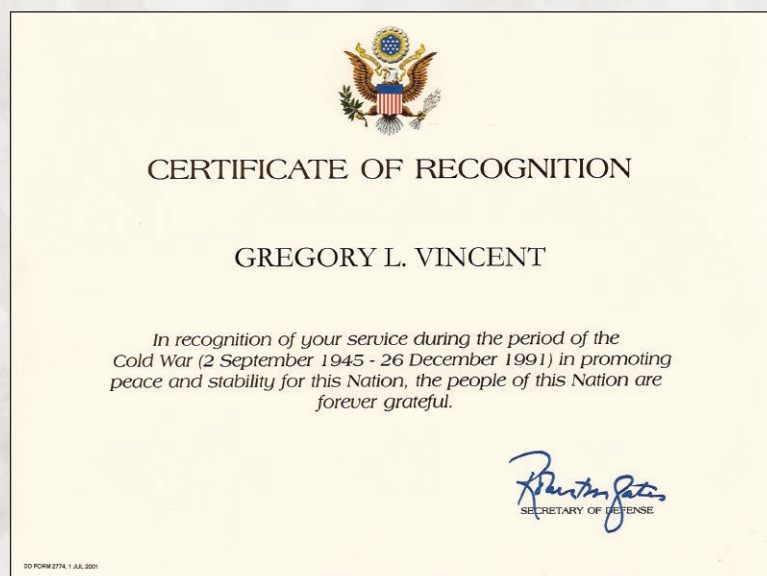 CERTIFICATE OF RECOGNITION
GREGORY L. VINCENT
In recognition of your service during the period of the
Cold War (2 September 1945 - 26 December 1991) in promoting
peace and stability for this Nation, the people of this Nation are
forever grateful.
Robert M Gates
SECRETARY OF DEFENSE
DD FORM 2774, 1 JUL 2001